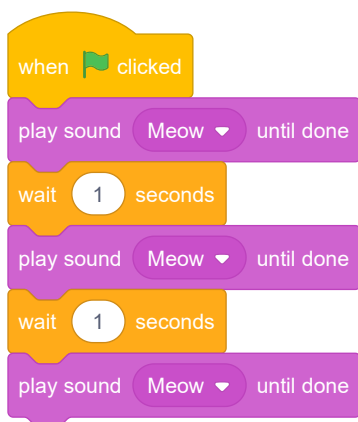 when clicked
play sound Meow until done
wait 1 seconds
play sound Meow until done
wait 1 seconds
play sound Meow until done